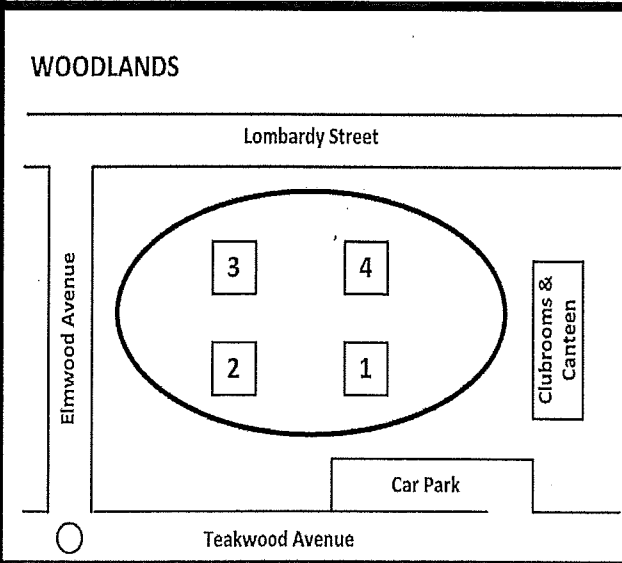 WOODLANDS
Lombardy Street
Elmwood Avenue
3
4
2
1
Clubrooms &
Canteen
Car Park
Teakwood Avenue